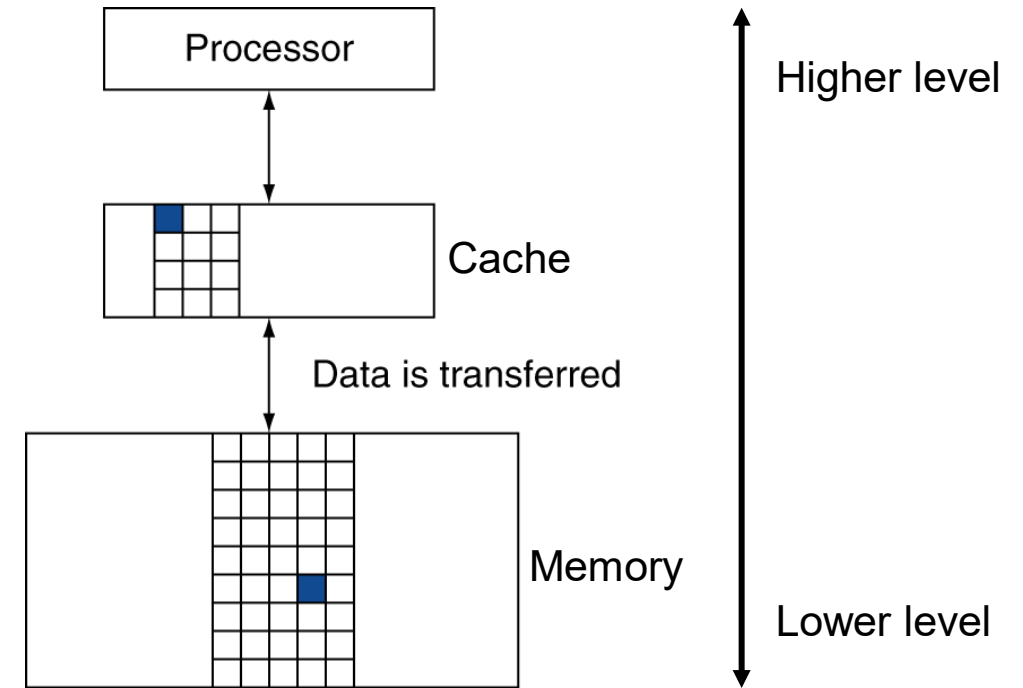 Processor
Higher level
Cache
Data is transferred
Memory
Lower level